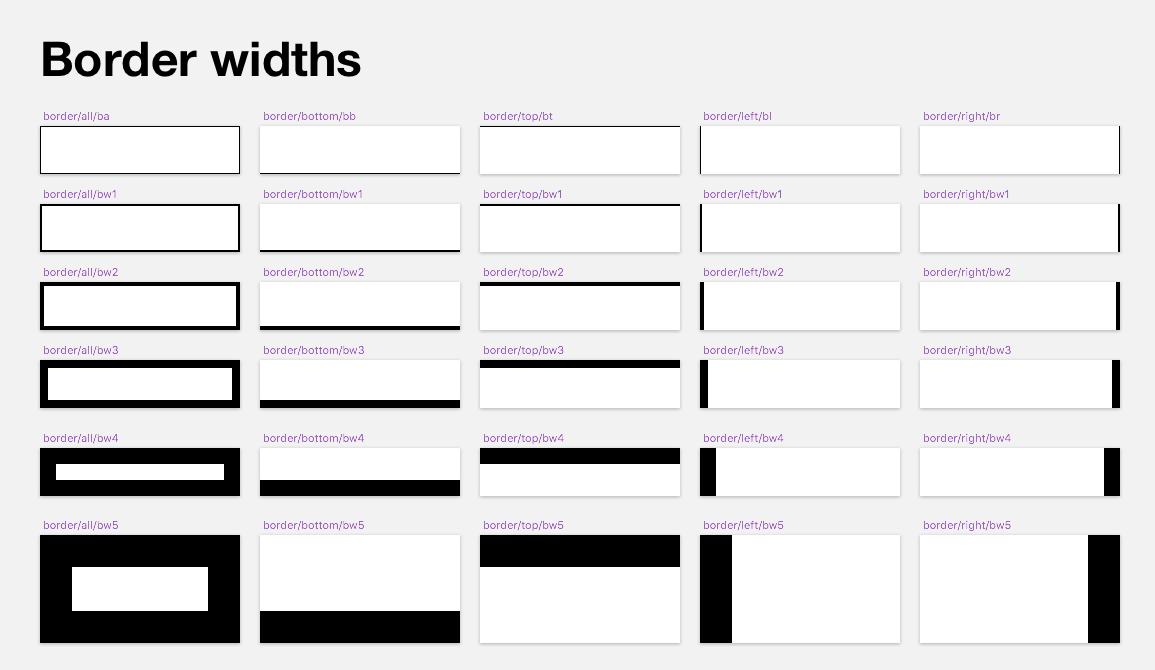 Border widths
border/all/ba border/bottom/bb border/top/bt border/left/bl border/right/br
border/all/bw1 border/bottom/bw1 border/top/bw1 border/left/bw1 border/right/bw1
border/all/bw2 border/bottom/bw2 border/top/bw2 border/left/bw2 border/right/bw2
border/all/bw3 border/bottom/bw3 border/top/bw3 border/left/bw3 border/right/bw3
border/all/bw4 border/bottom/bw4 border/top/bw4 border/left/bw4 border/right/bw4
border/all/bw5 border/bottom/bw5 border/top/bw5 border/left/bw5 border/right/bw5